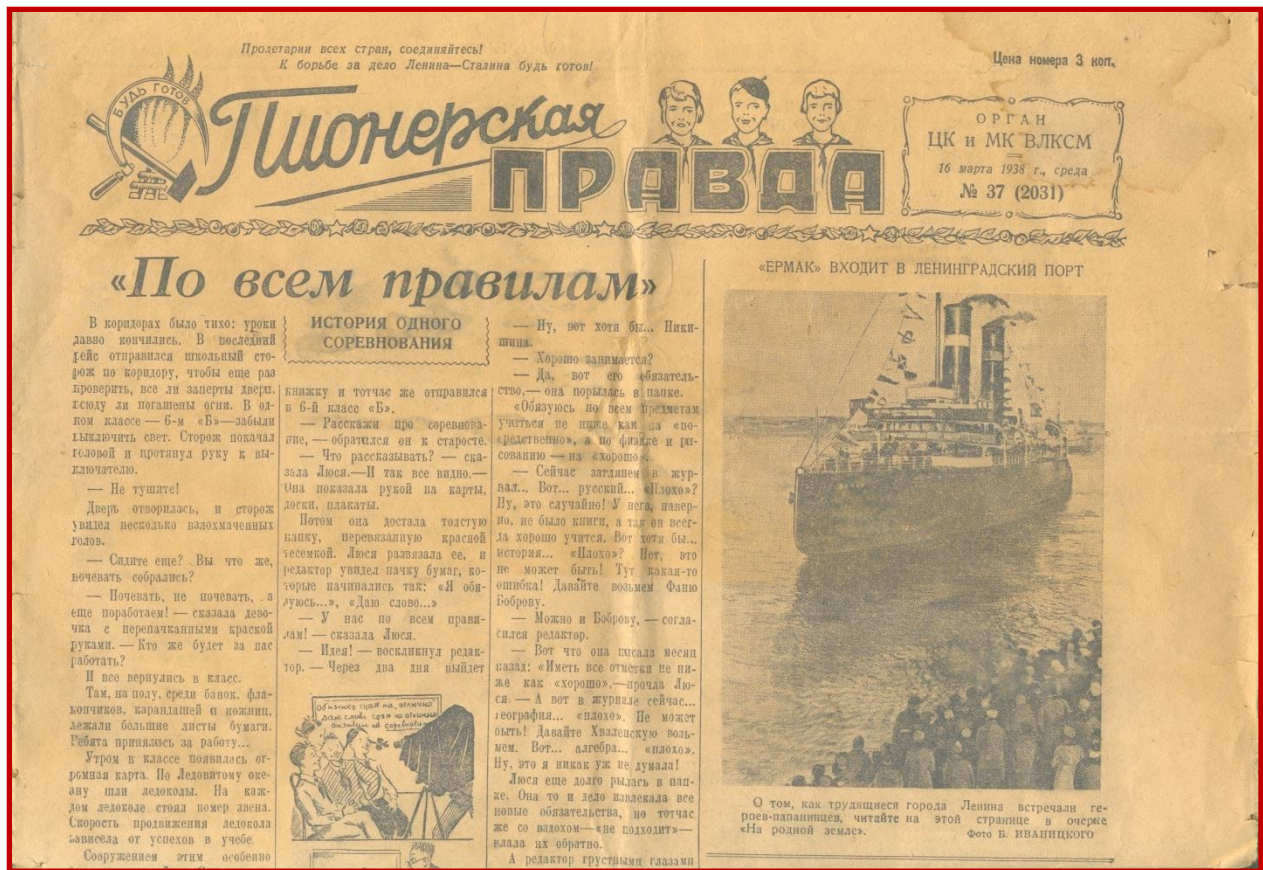 Пролетарии всех стран, соединяйтесь!
К борьбе за дело Ленина—Сталина будь готов!
Цена номера 3 коп.
БУДЬ ГОТОВ
Пионерская
ПРАВДА
ОРГАН
ЦК и МК ВЛКСМ
16 марта 1938 г., среда
№ 37 (2031)
«По всем правилам»
ИСТОРИЯ ОДНОГО
СОРЕВНОВАНИЯ
В коридорах было тихо: уроки
давно кончились. В последний
рейс отправился школьный сто-
рож по коридору, чтобы еще раз
проверить, все ли заперты двери,
всюду ли погашены огни. В од-
ном классе — 6-м «Б»—забыли
выключить свет. Сторож покачал
головой и протянул руку к вы-
ключателю.
— Не тушите!
Дверь отворилась, и сторож
увидел несколько взлохмаченных
голов.
— Сидите еще? Вы что же,
ночевать собрались?
— Ночевать, не ночевать, а
еще поработаем! — сказала дево-
чка с перепачканными краской
руками. — Кто же будет за нас
работать?
И все вернулись в класс.
Там, на полу, среди банок, фла-
кончиков, карандашей и ножниц,
лежали большие листы бумаги.
Ребята принялись за работу...
Утром в классе появилась ог-
ромная карта. По Ледовитому оке-
ану шли ледоколы. На каж-
дом ледоколе стоял номер звена.
Скорость продвижения ледокола
зависела от успехов в учебе.
Сооружением этим особенно
книжку и тотчас же отправился
в 6-й класс «Б».
— Расскажи про соревнова-
ние, — обратился он к старосте.
— Что рассказывать? — ска-
зала Люся.—И так все видно.—
Она показала рукой на карты,
доски, плакаты.
Потом она достала толстую
папку, перевязанную красной
тесемкой. Люся развязала ее, и
редактор увидел пачку бумаг, ко-
торые начинались так: «Я обя-
зуюсь...», «Даю слово...»
— У нас по всем прави-
лам! — сказала Люся.
— Идея! — воскликнул редак-
тор. — Через два дня выйдет
— Ну, вот хотя бы... Ники-
шина.
— Хорошо занимается?
— Да, вот его обязатель-
ство,— она порылась в папке.
«Обязуюсь по всем предметам
учиться не ниже как на «по-
средственно», а по физике и ри-
сованию — на «хорошо».
— Сейчас заглянем в жур-
нал... Вот... русский... «Плохо»?
Ну, это случайно! У него, навер-
но, не было книги, а так он всег-
да хорошо учится. Вот хотя бы...
история... «Плохо»? Нет, это
не может быть! Тут какая-то
ошибка! Давайте возьмем Фаню
Боброву.
— Можно и Боброву, — согла-
сился редактор.
— Вот что она писала месяц
назад: «Иметь все отметки не ни-
же как «хорошо»,—прочла Лю-
ся. — А вот в журнале сейчас...
география... «плохо». Не может
быть! Давайте Хваленскую возь-
мем. Вот... алгебра... «плохо».
Ну, это я никак уж не думала!
Люся еще долго рылась в пап-
ке. Она то и дело извлекала все
новые обязательства, но тотчас
же со вздохом—«не подходит»—
клала их обратно.
А редактор грустными глазами
«ЕРМАК» ВХОДИТ В ЛЕНИНГРАДСКИЙ ПОРТ
О том, как трудящиеся города Ленина встречали ге-
роев-папанинцев, читайте на этой странице в очерке
«На родной земле».
Фото Б. ИВАНИЦКОГО